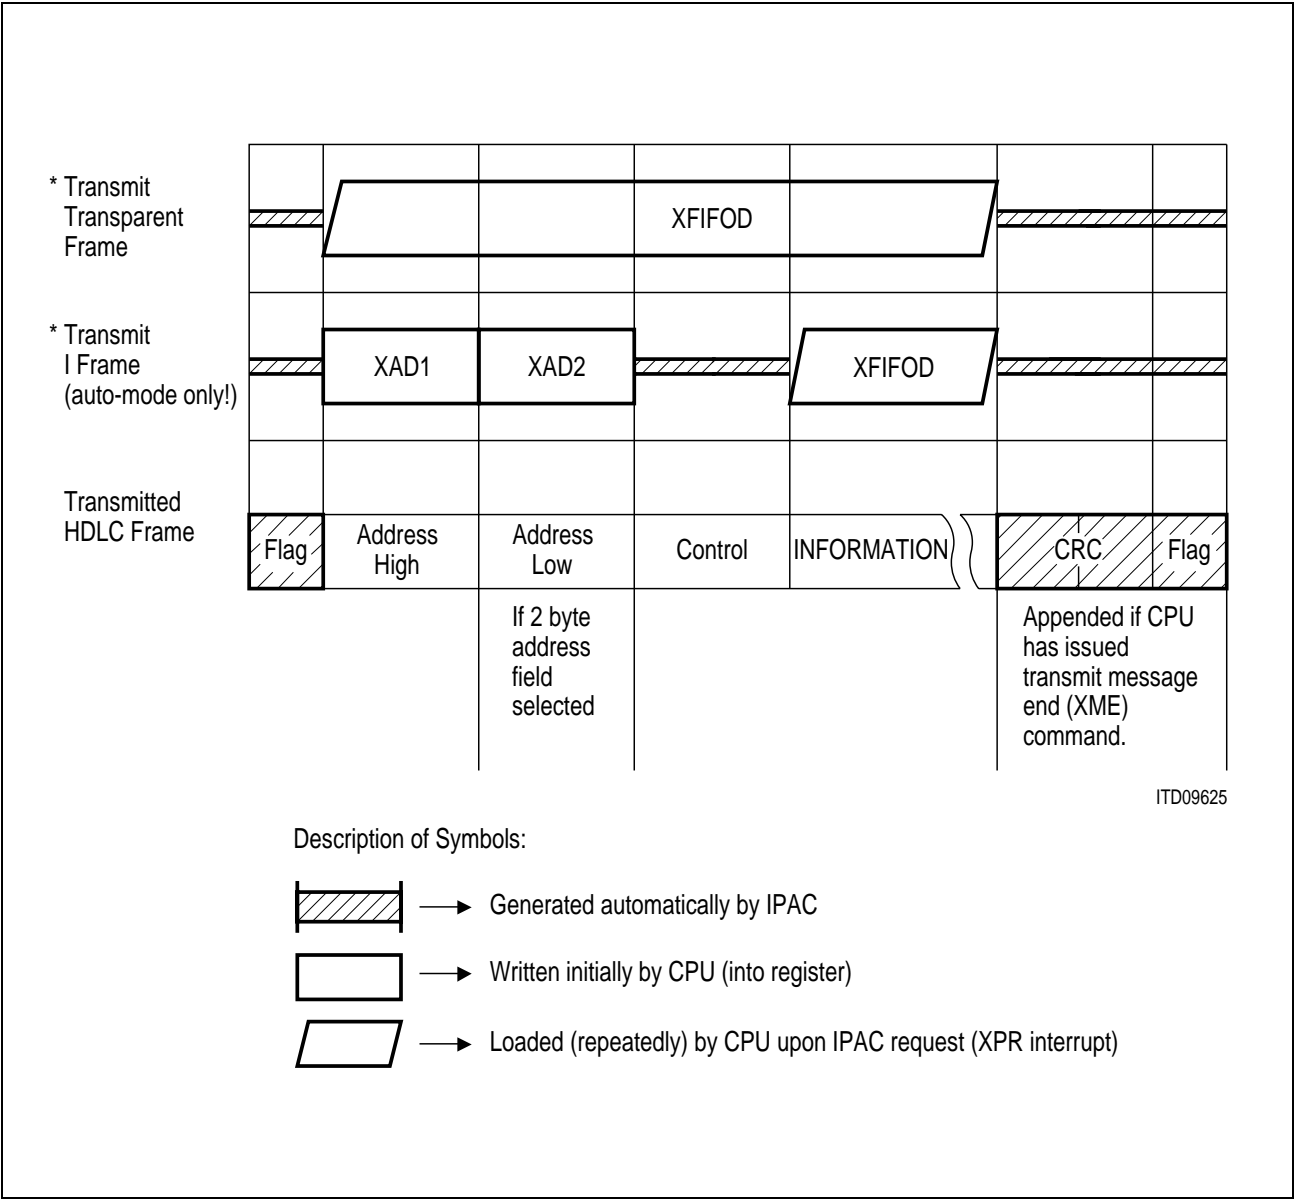 * Transmit
Transparent
Frame
XFIFOD
* Transmit
I Frame
(auto-mode only!)
XAD1
XAD2
XFIFOD
Transmitted
HDLC Frame
Flag
Address
High
Address
Low
Control
INFORMATION
CRC
Flag
If 2 byte
address
field
selected
Appended if CPU
has issued
transmit message
end (XME)
command.
ITD09625
Description of Symbols:
Generated automatically by IPAC
Written initially by CPU (into register)
Loaded (repeatedly) by CPU upon IPAC request (XPR interrupt)